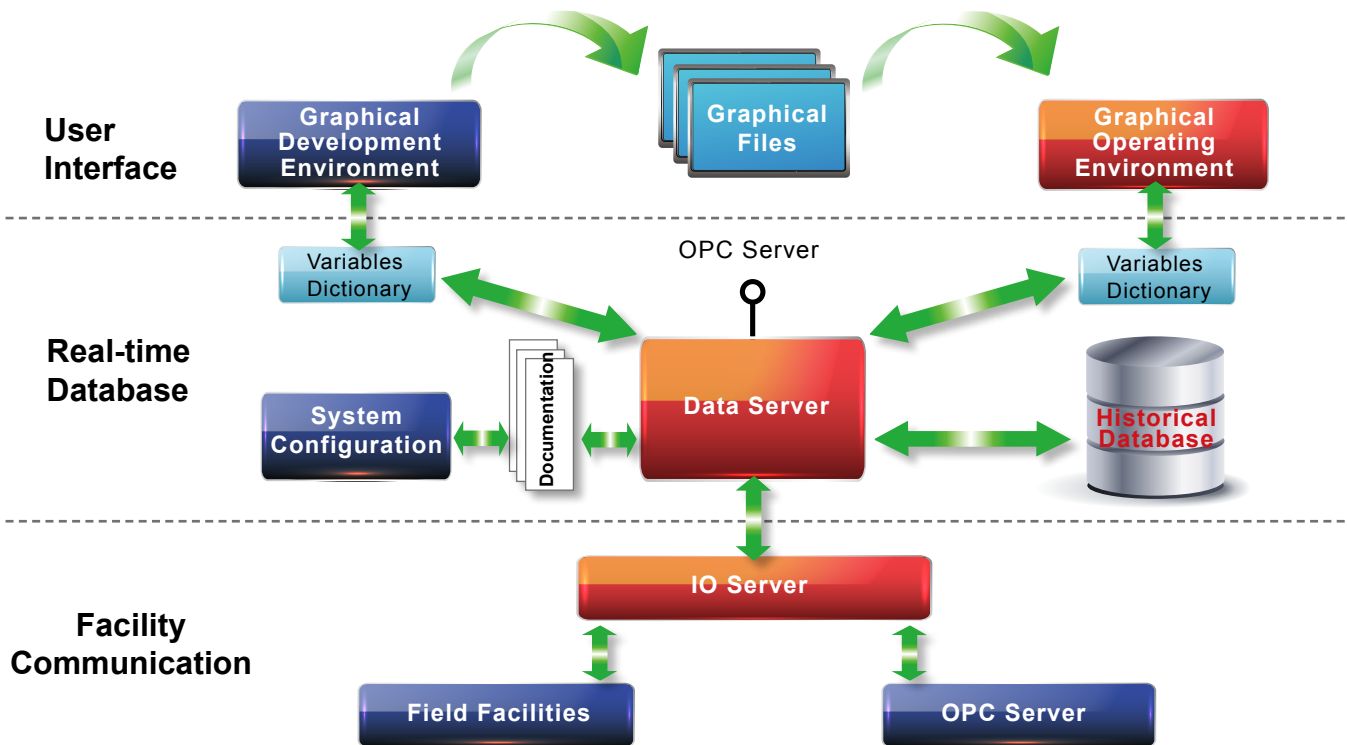 User
Interface
Graphical
Development
Environment
Graphical
Files
Graphical
Operating
Environment
Real-time
Database
Variables
Dictionary
OPC Server
Variables
Dictionary
System
Configuration
Documentation
Data Server
Historical
Database
Facility
Communication
IO Server
Field Facilities
OPC Server